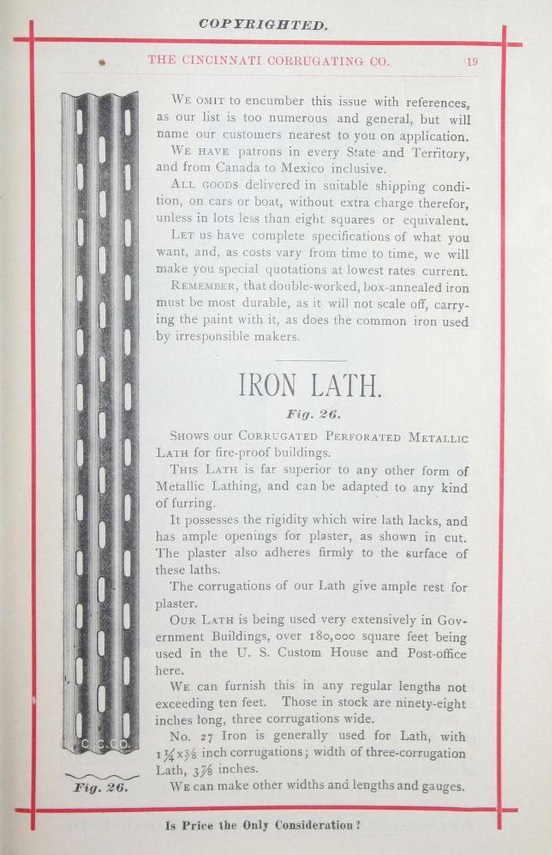 COPYRIGHTED.
THE CINCINNATI CORRUGATING CO. 19
WE OMIT to encumber this issue with references,
as our list is too numerous and general, but will
name our customers nearest to you on application.
WE HAVE patrons in every State and Territory,
and from Canada to Mexico inclusive.
ALL GOODS delivered in suitable shipping condi-
tion, on cars or boat, without extra charge therefor,
unless in lots less than eight squares or equivalent.
LET us have complete specifications of what you
want, and, as costs vary from time to time, we will
make you special quotations at lowest rates current.
REMEMBER, that double-worked, box-annealed iron
must be most durable, as it will not scale off, carry-
ing the paint with it, as does the common iron used
by irresponsible makers.
IRON LATH.
Fig. 26.
SHOWS our CORRUGATED PERFORATED METALLIC
LATH for fire-proof buildings.
THIS LATH is far superior to any other form of
Metallic Lathing, and can be adapted to any kind
of furring.
It possesses the rigidity which wire lath lacks, and
has ample openings for plaster, as shown in cut.
The plaster also adheres firmly to the surface of
these laths.
The corrugations of our Lath give ample rest for
plaster.
OUR LATH is being used very extensively in Gov-
ernment Buildings, over 180,000 square feet being
used in the U. S. Custom House and Post-office
here.
WE can furnish this in any regular lengths not
exceeding ten feet. Those in stock are ninety-eight
inches long, three corrugations wide.
No. 27 Iron is generally used for Lath, with
1¼x⅜ inch corrugations; width of three-corrugation
Lath, 3⅞ inches.
WE can make other widths and lengths and gauges.
C.C.CO.
Fig. 26.
Is Price the Only Consideration?